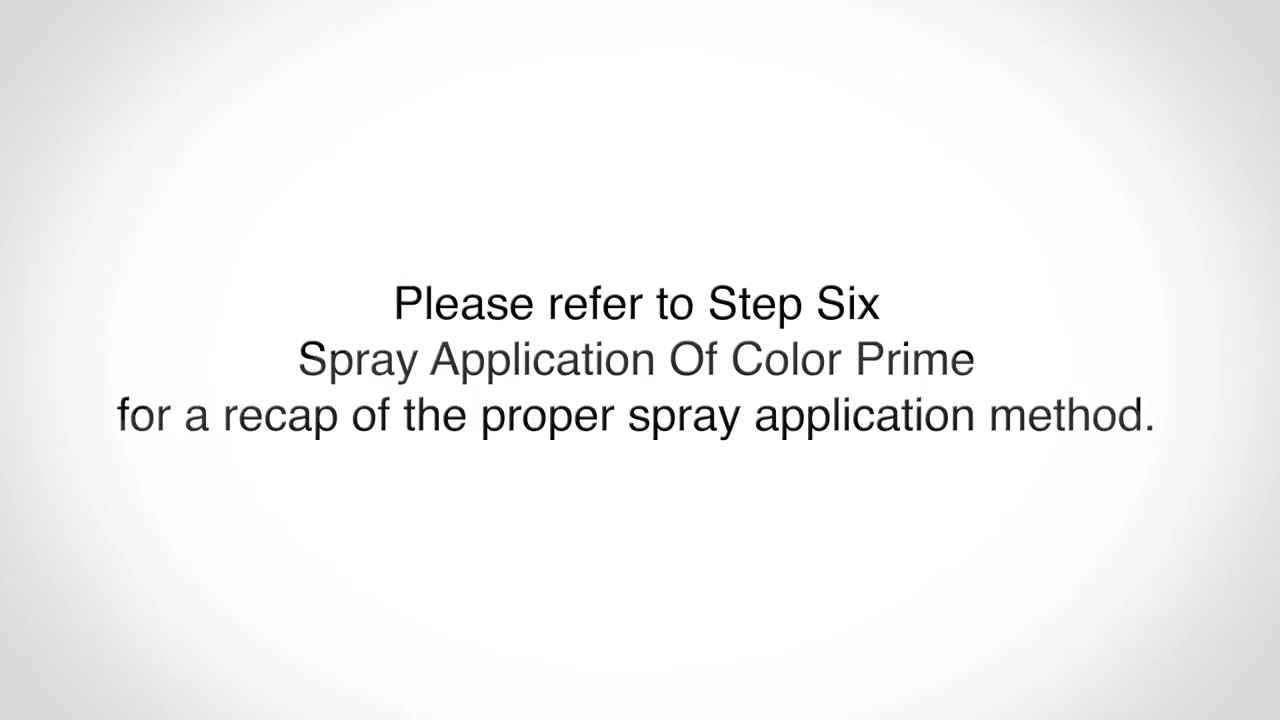 Please refer to Step Six
Spray Application Of Color Prime
for a recap of the proper spray application method.